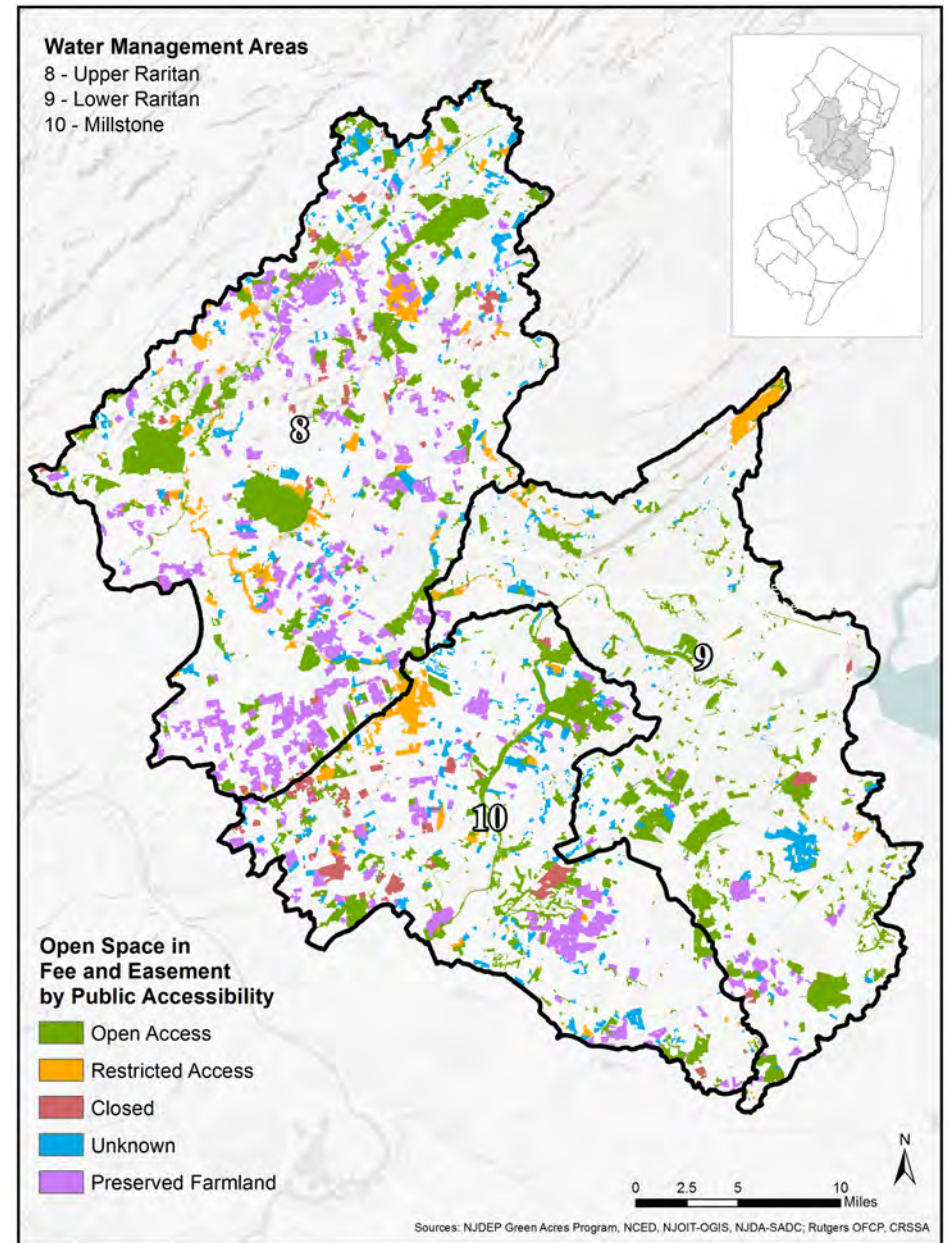 Water Management Areas
8 - Upper Raritan
9 - Lower Raritan
10 - Millstone
8
9
10
Open Space in
Fee and Easement
by Public Accessibility
Open Access
Restricted Access
Closed
Unknown
Preserved Farmland
N
0 2.5 5 10
Miles
Sources: NJDEP Green Acres Program, NCED, NJOIT-OGIS, NJDA-SADC; Rutgers OFCP, CRSSA